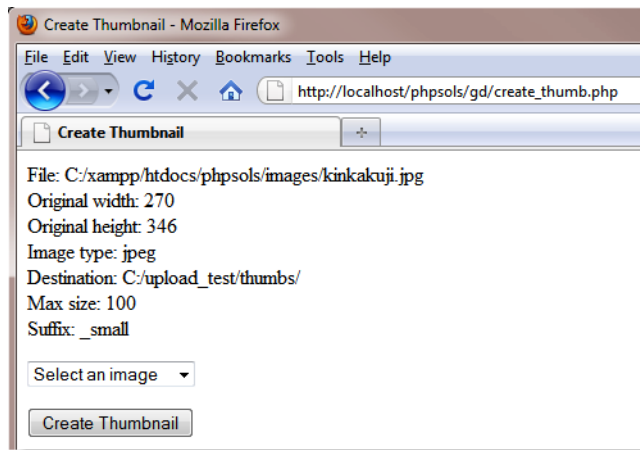 Create Thumbnail - Mozilla Firefox
File Edit View History Bookmarks Tools Help
http://localhost/phpsols/gd/create_thumb.php
Create Thumbnail
File: C:/xampp/htdocs/phpsols/images/kinkakuji.jpg
Original width: 270
Original height: 346
Image type: jpeg
Destination: C:/upload_test/thumbs/
Max size: 100
Suffix: _small
Select an image
Create Thumbnail